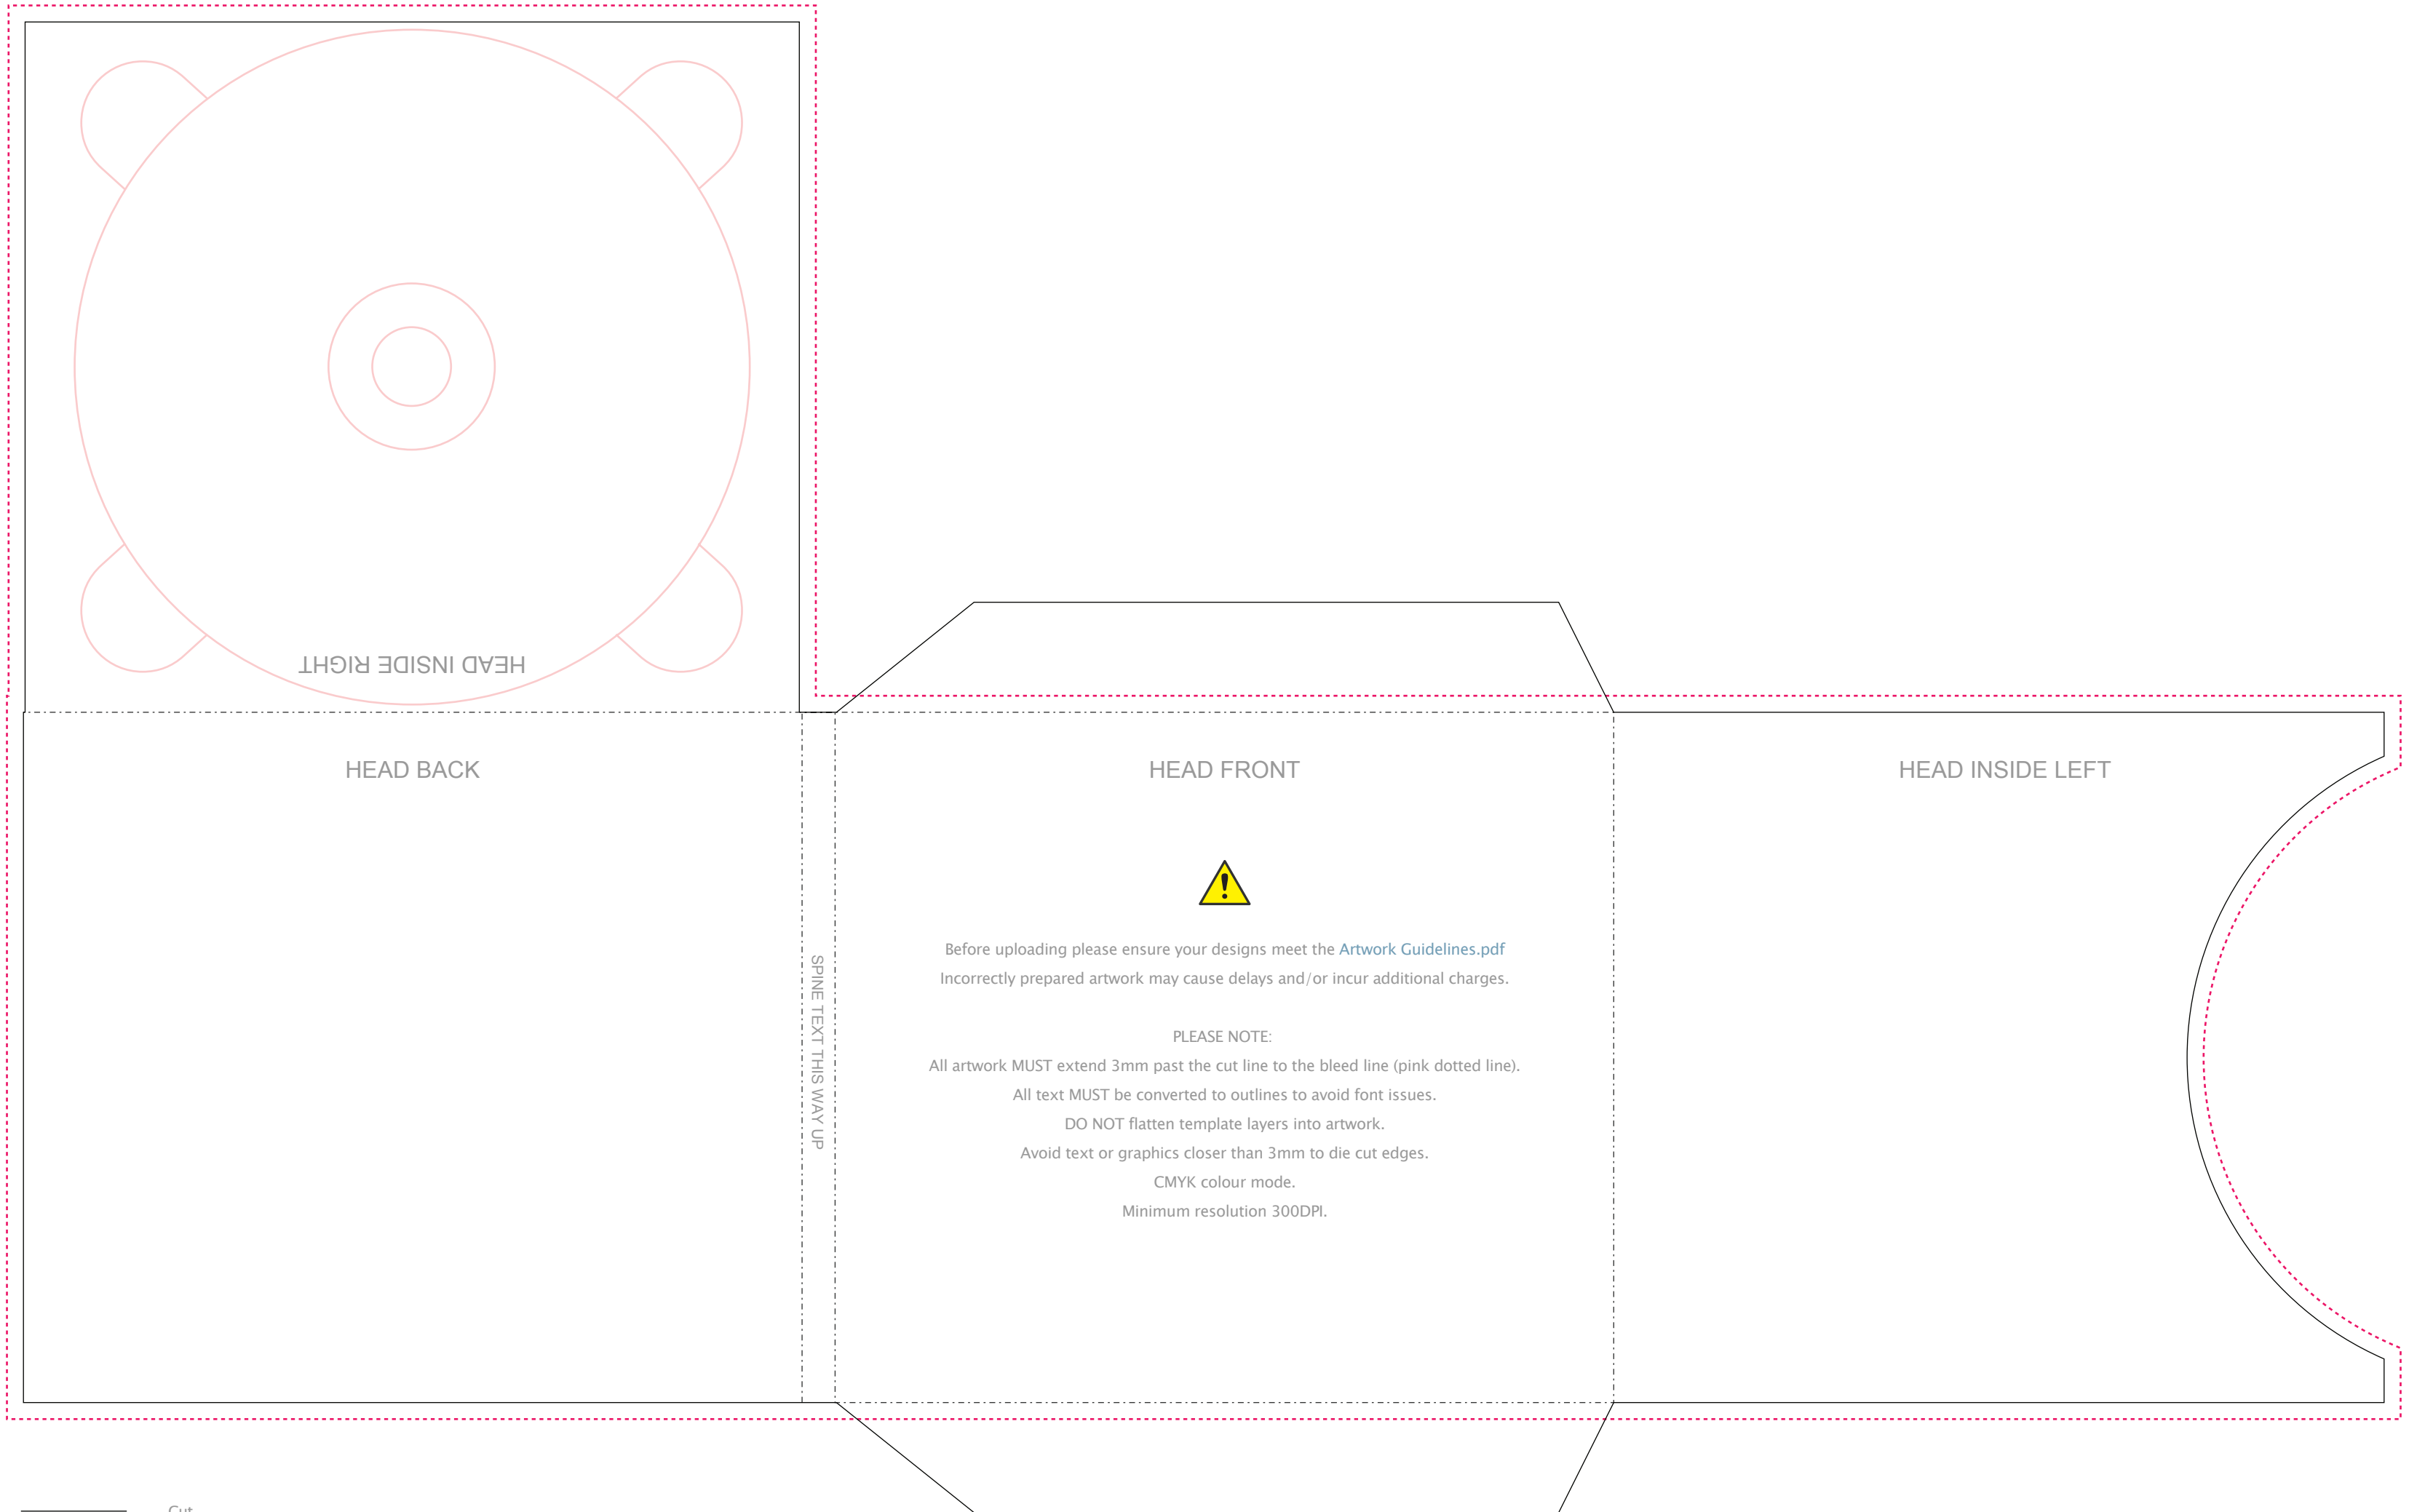 HEAD INSIDE RIGHT
HEAD BACK
HEAD FRONT
HEAD INSIDE LEFT
SPINE TEXT THIS WAY UP
Before uploading please ensure your designs meet the Artwork Guidelines.pdf
Incorrectly prepared artwork may cause delays and/or incur additional charges.
PLEASE NOTE:
All artwork MUST extend 3mm past the cut line to the bleed line (pink dotted line).
All text MUST be converted to outlines to avoid font issues.
DO NOT flatten template layers into artwork.
Avoid text or graphics closer than 3mm to die cut edges.
CMYK colour mode.
Minimum resolution 300DPI.
Cut